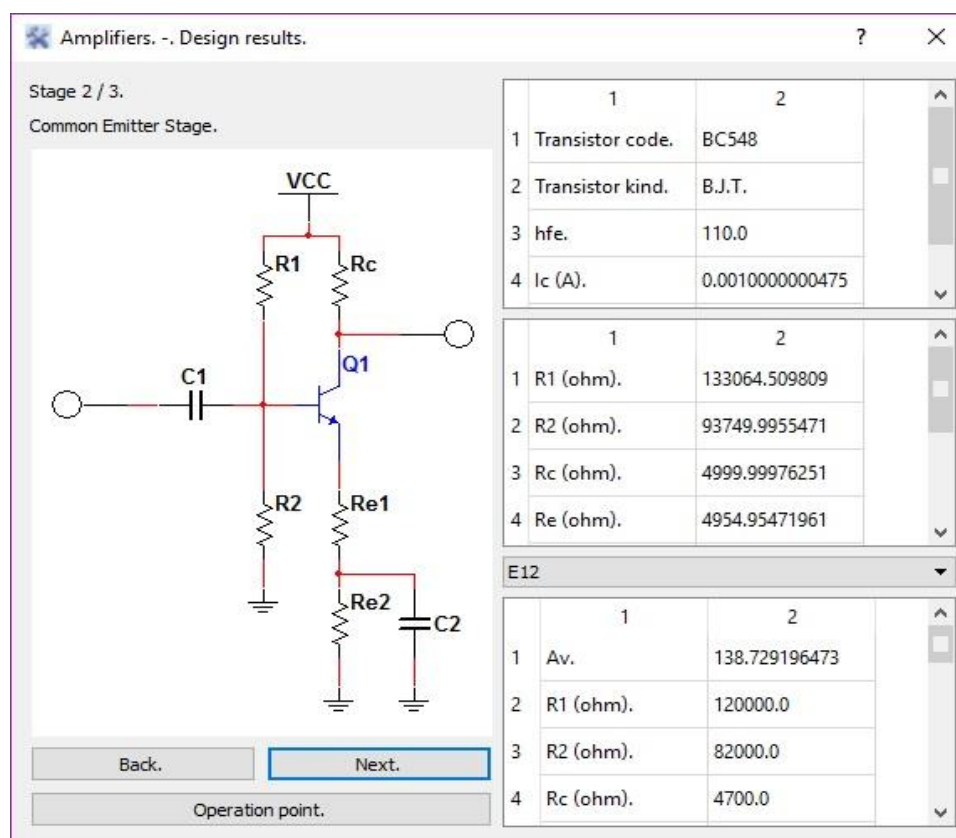 Amplifiers. -. Design results.
?
Stage 2 / 3.
Common Emitter Stage.
VCC
R1
Rc
Q1
C1
R2
Re1
Re2
C2
Back.
Next.
Operation point.
1 2
1 Transistor code. BC548
2 Transistor kind. B.J.T.
3 hfe. 110.0
4 Ic (A). 0.0010000000475
1 2
1 R1 (ohm). 133064.509809
2 R2 (ohm). 93749.9955471
3 Rc (ohm). 4999.99976251
4 Re (ohm). 4954.95471961
E12
1 2
1 Av. 138.729196473
2 R1 (ohm). 120000.0
3 R2 (ohm). 82000.0
4 Rc (ohm). 4700.0